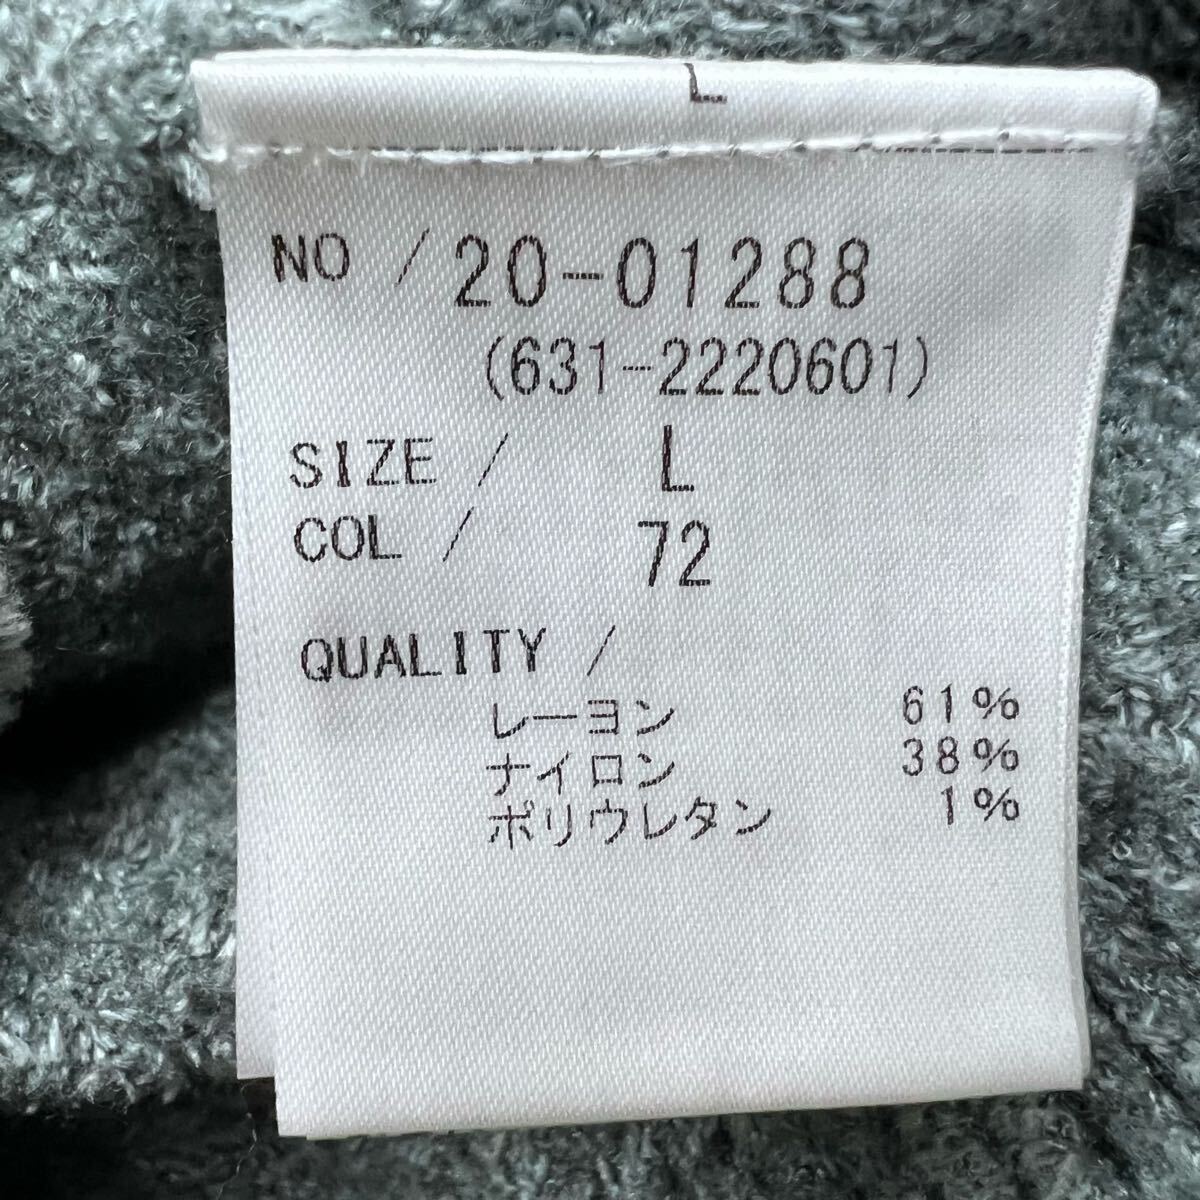 L
NO / 20-01288
(631-2220601)
SIZE / L
COL / 72
QUALITY /
レーヨン 61%
ナイロン 38%
ポリウレタン 1%